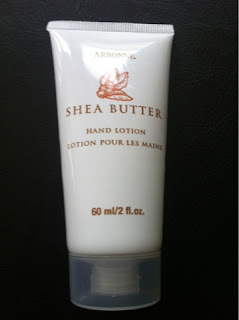 ARBONNE
SHEA BUTTER
HAND LOTION
LOTION POUR LES MAINS
60 ml/2 fl.oz.